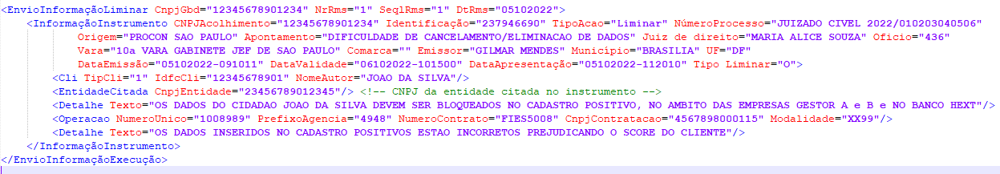 <EnvioInformaçãoLiminar CnpjGbd="12345678901234" NrRms="1" SeqlRms="1" DtRms="05102022">
<InformaçãoInstrumento CNPJAcolhimento="12345678901234" Identificação="237946690" TipoAcao="Liminar" NúmeroProcesso="JUIZADO CIVEL 2022/010203040506"
Origem="PROCON SAO PAULO" Apontamento="DIFICULDADE DE CANCELAMENTO/ELIMINACAO DE DADOS" Juiz de direito="MARIA ALICE SOUZA" Oficio="436"
Vara="10a VARA GABINETE JEF DE SAO PAULO" Comarca="" Emissor="GILMAR MENDES" Municipio="BRASILIA" UF="DF"
DataEmissão="05102022-091011" DataValidade="06102022-101500" DataApresentação="05102022-112010" Tipo Liminar="O">
<Cli TipCli="1" IdfcCli="12345678901" NomeAutor="JOAO DA SILVA"/>
<EntidadeCitada CnpjEntidade="23456789012345"/> <!-- CNPJ da entidade citada no instrumento -->
<Detalhe Texto="OS DADOS DO CIDADAO JOAO DA SILVA DEVEM SER BLOQUEADOS NO CADASTRO POSITIVO, NO AMBITO DAS EMPRESAS GESTOR A e B e NO BANCO HEXT"/>
<Operacao NumeroUnico="1008989" PrefixoAgencia="4948" NumeroContrato="FIES5008" CnpjContratacao="4567898000115" Modalidade="XX99"/>
<Detalhe Texto="OS DADOS INSERIDOS NO CADASTRO POSITIVOS ESTAO INCORRETOS PREJUDICANDO O SCORE DO CLIENTE"/>
</InformaçãoInstrumento>
</EnvioInformaçãoExecução>